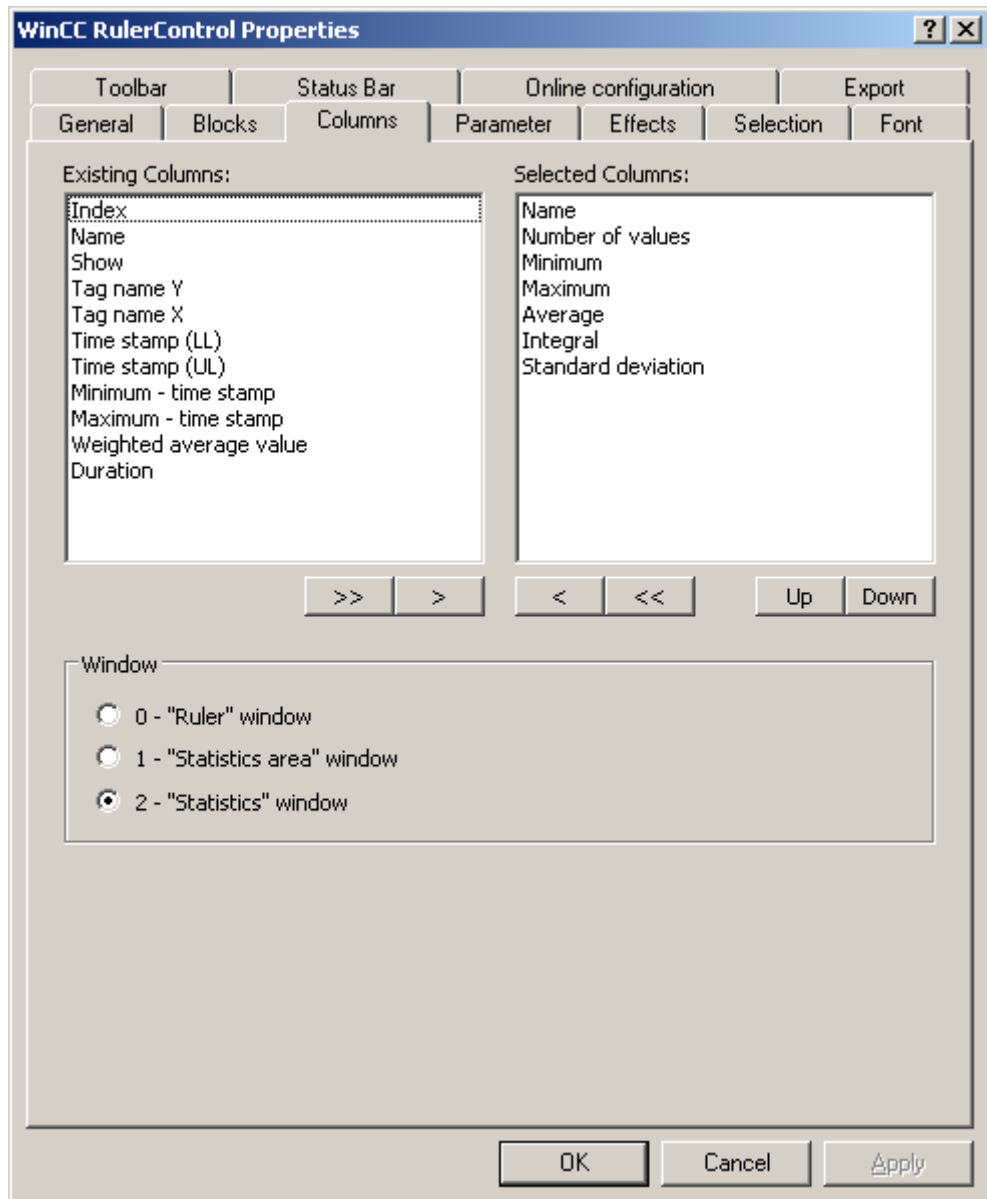 WinCC RulerControl Properties
Toolbar Status Bar Online configuration Export
General Blocks Columns Parameter Effects Selection Font
Existing Columns:
Index
Name
Show
Tag name Y
Tag name X
Time stamp (LL)
Time stamp (UL)
Minimum - time stamp
Maximum - time stamp
Weighted average value
Duration
Selected Columns:
Name
Number of values
Minimum
Maximum
Average
Integral
Standard deviation
>> > < << Up Down
Window
0 - "Ruler" window
1 - "Statistics area" window
2 - "Statistics" window
OK Cancel Apply